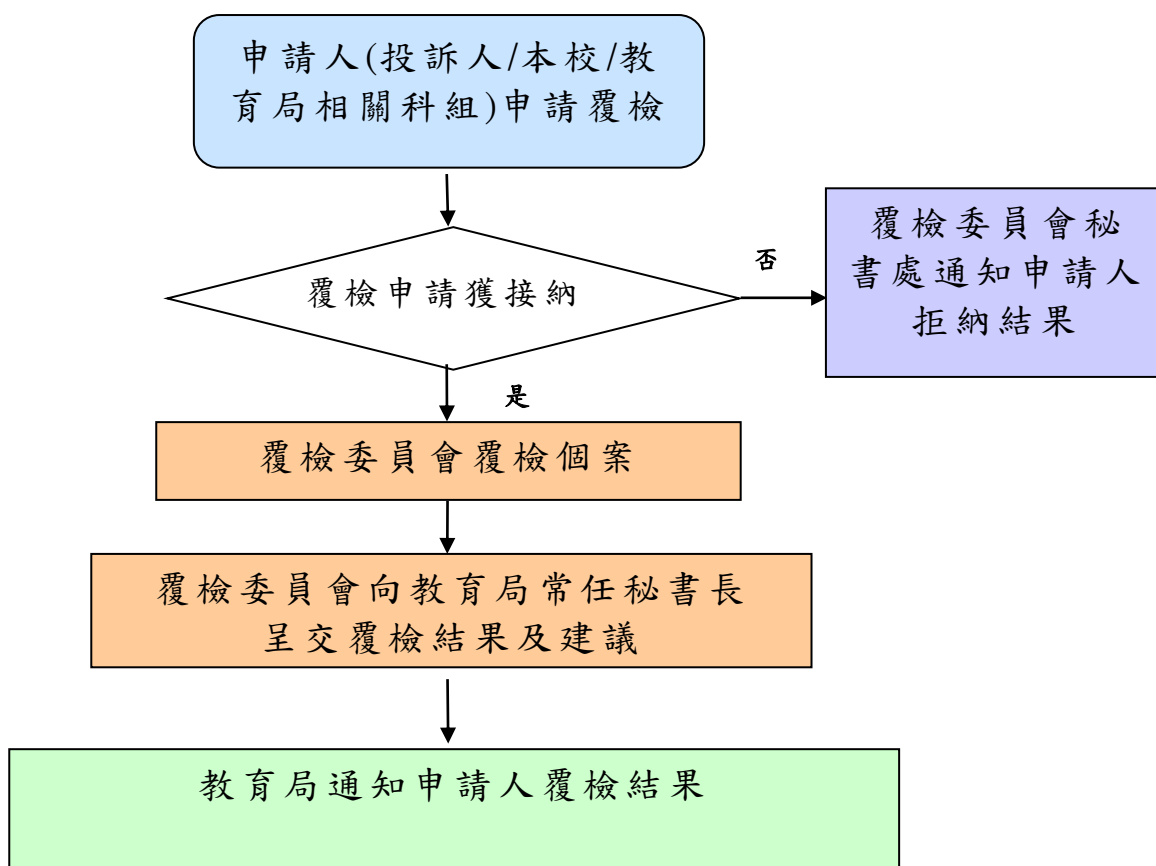 申請人(投訴人/本校/教
育局相關科組)申請覆檢
覆檢委員會秘
書處通知申請人
拒納結果
否
覆檢申請獲接納
是
覆檢委員會覆檢個案
覆檢委員會向教育局常任秘書長
呈交覆檢結果及建議
教育局通知申請人覆檢結果